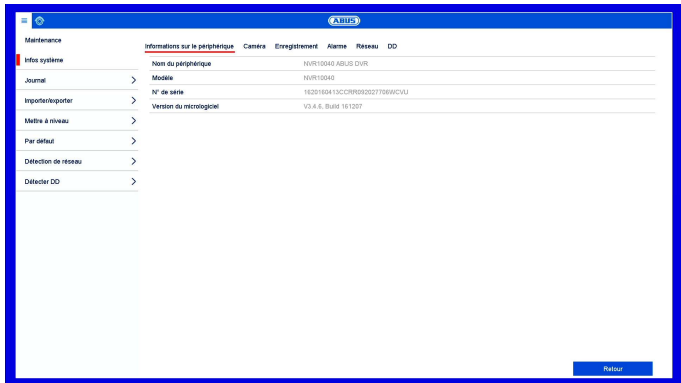 ABUS
Maintenance
Infos système
Journal
Importer/exporter
Mettre à niveau
Par défaut
Détection de réseau
Détecter DD
Informations sur le périphérique Caméra Enregistrement Alarme Réseau DD
Nom du périphérique NVR10040 ABUS DVR
Modèle NVR10040
N° de série
Version du micrologiciel V3.4.6, Build 161207
Retour